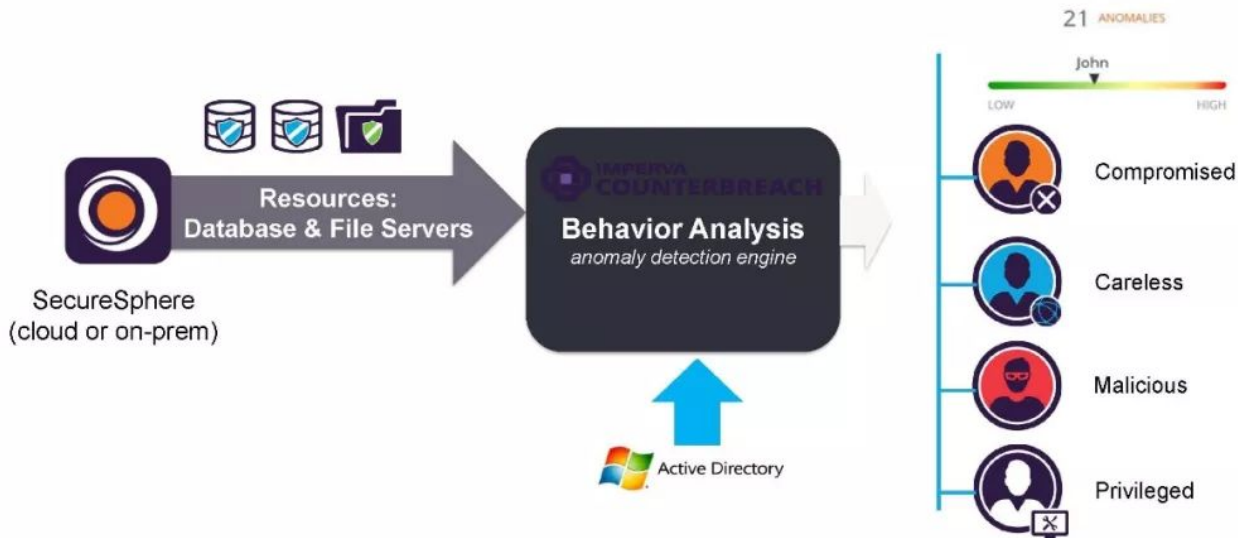 21 ANOMALIES
John
LOW HIGH
Resources:
Database & File Servers
SecureSphere
(cloud or on-prem)
IMPERVA
COUNTERBREACH
Behavior Analysis
anomaly detection engine
Active Directory
Compromised
Careless
Malicious
Privileged